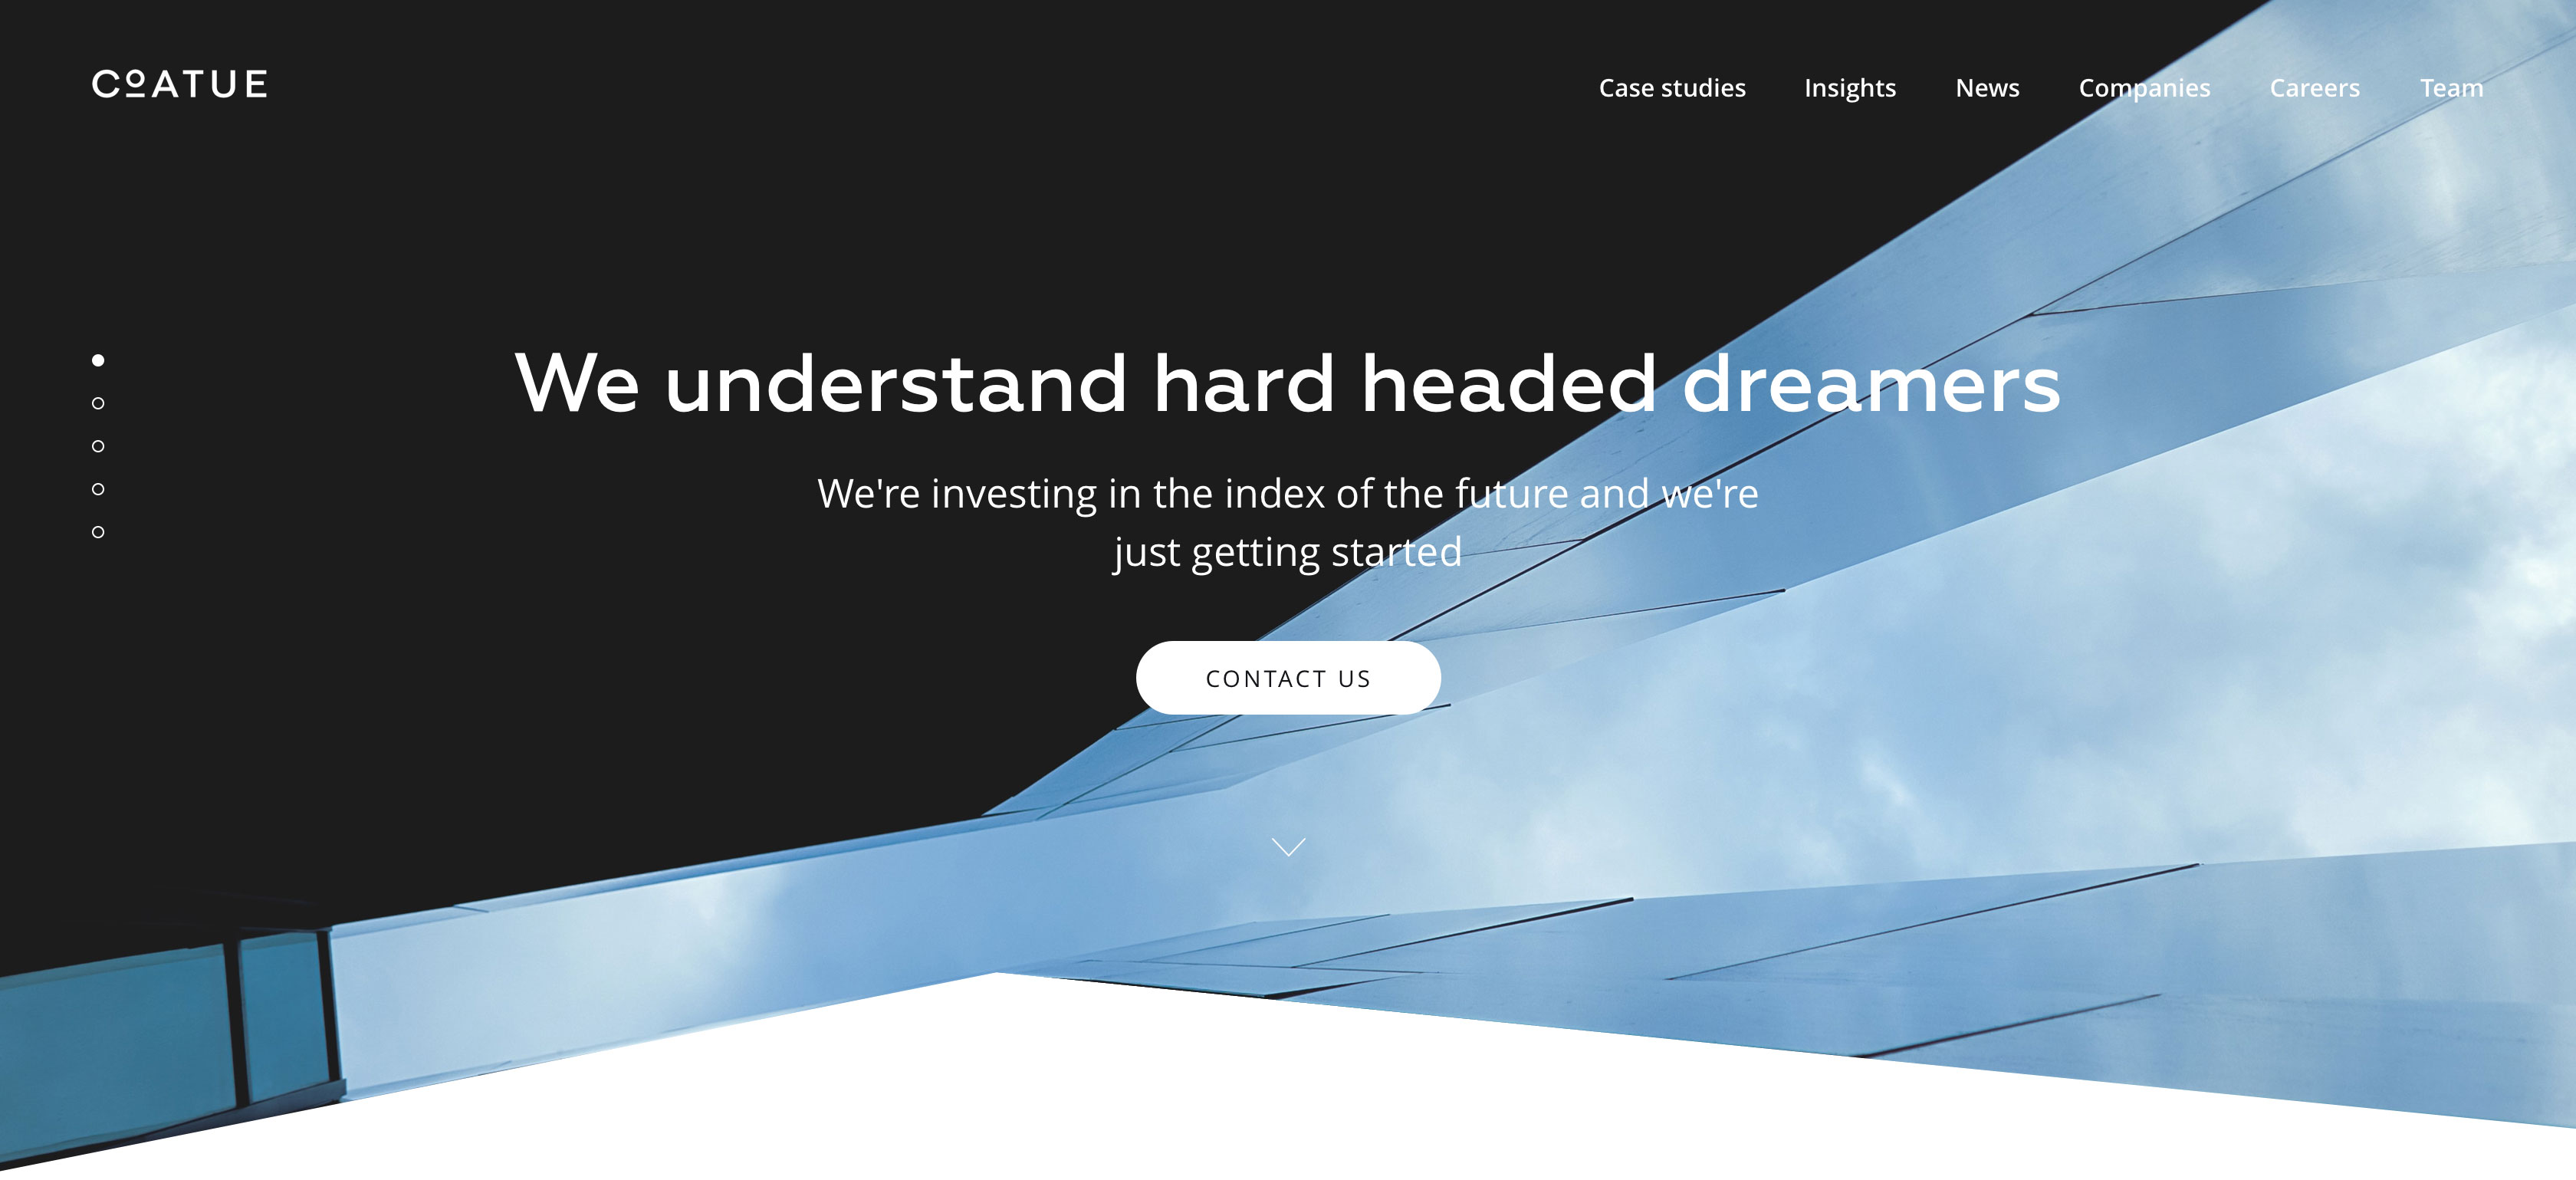 COATUE
Case studies Insights News Companies Careers Team
We understand hard headed dreamers
We're investing in the index of the future and we're
just getting started
CONTACT US